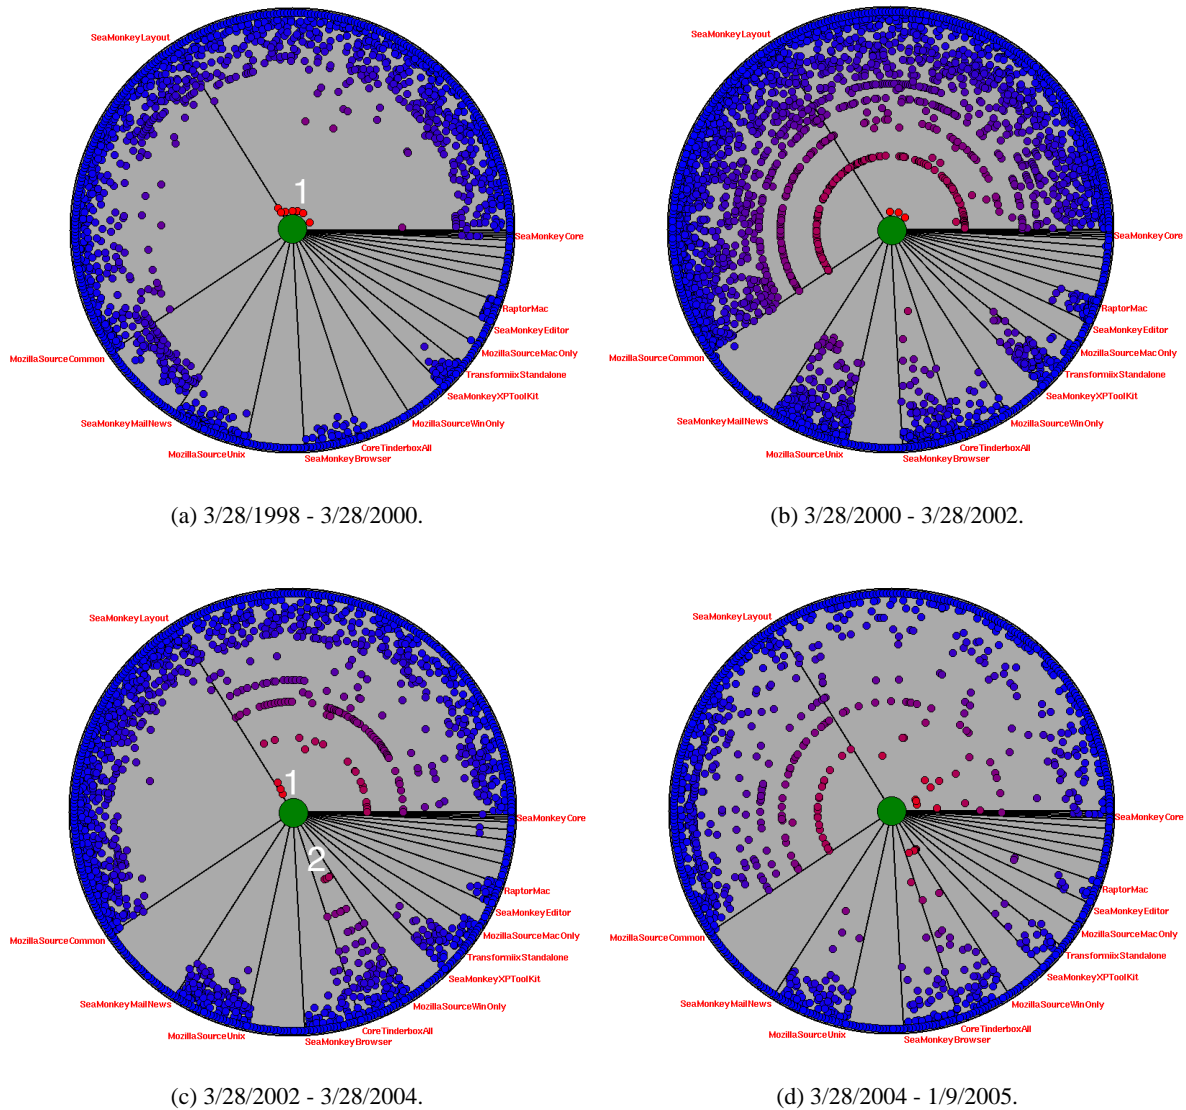 SeaMonkeyLayout
1
SeaMonkeyCore
RaptorMac
SeaMonkeyEditor
MozillaSourceMacOnly
MozillaSourceCommon
TransformiixStandalone
SeaMonkeyXPToolKit
SeaMonkeyMailNews
MozillaSourceWinOnly
MozillaSourceUnix
CoreTinderboxAll
SeaMonkeyBrowser
(a) 3/28/1998 - 3/28/2000.
SeaMonkeyLayout
SeaMonkeyCore
RaptorMac
SeaMonkeyEditor
MozillaSourceMacOnly
MozillaSourceCommon
TransformiixStandalone
SeaMonkeyXPToolKit
SeaMonkeyMailNews
MozillaSourceWinOnly
MozillaSourceUnix
CoreTinderboxAll
SeaMonkeyBrowser
(b) 3/28/2000 - 3/28/2002.
SeaMonkeyLayout
1
SeaMonkeyCore
2
RaptorMac
SeaMonkeyEditor
MozillaSourceMacOnly
MozillaSourceCommon
TransformiixStandalone
SeaMonkeyXPToolKit
SeaMonkeyMailNews
MozillaSourceWinOnly
MozillaSourceUnix
CoreTinderboxAll
SeaMonkeyBrowser
(c) 3/28/2002 - 3/28/2004.
SeaMonkeyLayout
SeaMonkeyCore
RaptorMac
SeaMonkeyEditor
MozillaSourceMacOnly
MozillaSourceCommon
TransformiixStandalone
SeaMonkeyXPToolKit
SeaMonkeyMailNews
MozillaSourceWinOnly
MozillaSourceUnix
CoreTinderboxAll
SeaMonkeyBrowser
(d) 3/28/2004 - 1/9/2005.